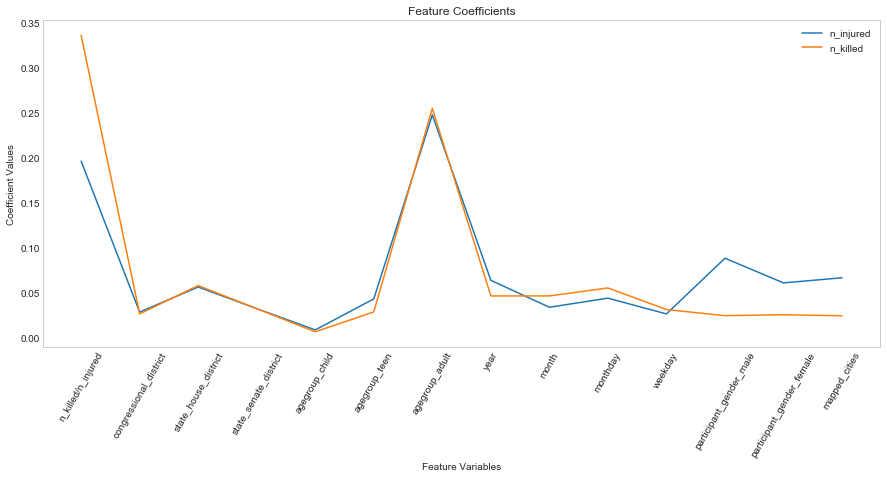 Feature Coefficients
n_injured
n_killed
Coefficient Values
0.35
0.30
0.25
0.20
0.15
0.10
0.05
0.00
n_killed/n_injured
congressional_district
state_house_district
state_senate_district
agegroup_child
agegroup_teen
agegroup_adult
year
month
monthday
weekday
participant_gender_male
participant_gender_female
mapped_cities
Feature Variables